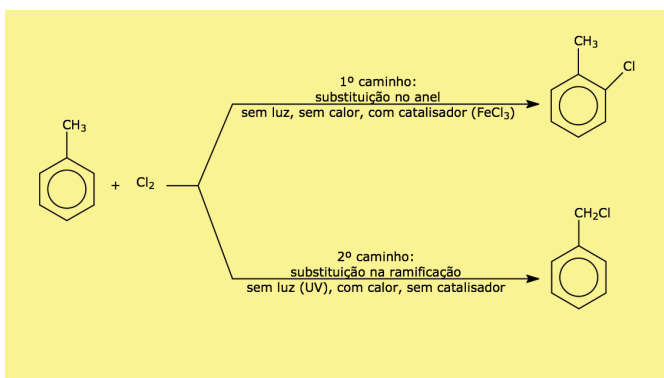 CH₃
+ Cl₂
1º caminho:
substituição no anel
sem luz, sem calor, com catalisador (FeCl₃)
CH₃
Cl
2º caminho:
substituição na ramificação
sem luz (UV), com calor, sem catalisador
CH₂Cl